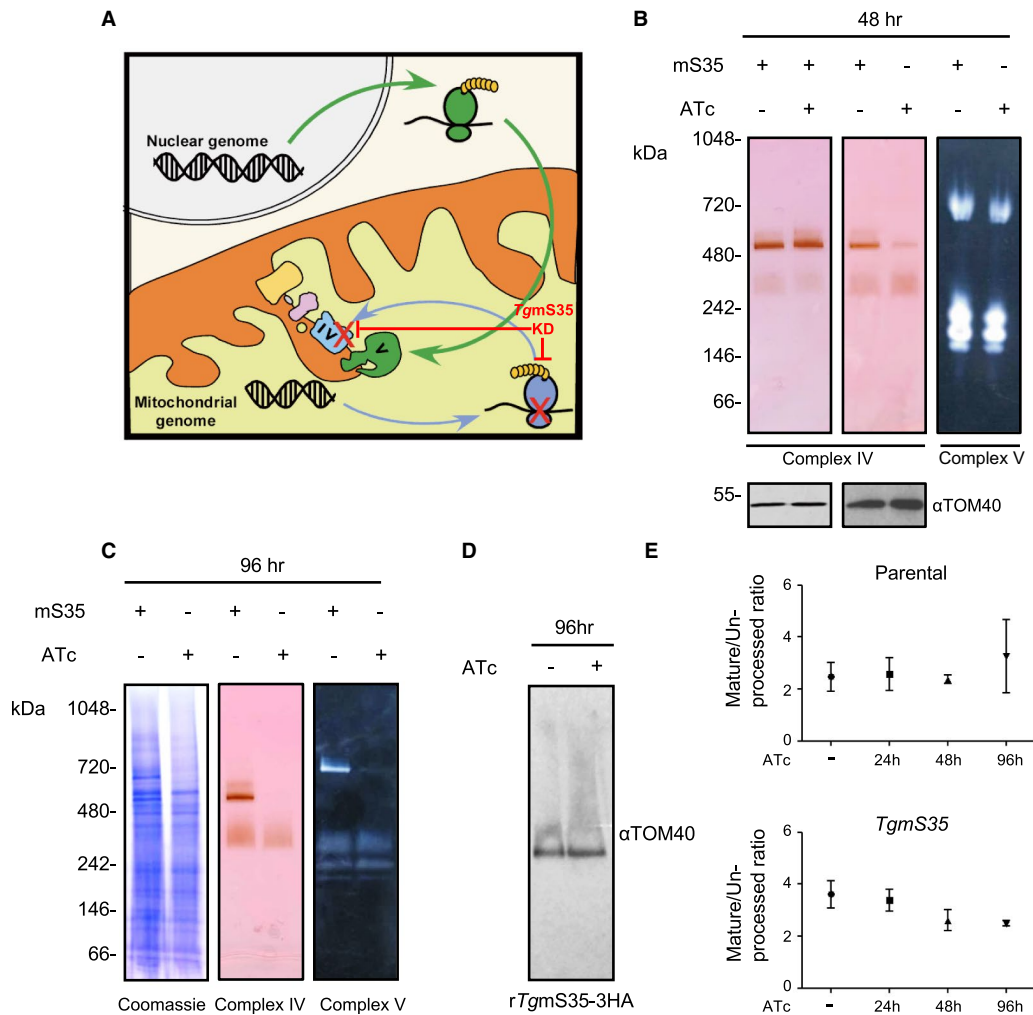 A
Nuclear genome
TgmS35
KD
IV
X
V
Mitochondrial
genome
X
B
48 hr
mS35 + + + - + -
ATc - + - + - +
kDa
1048-
720-
480-
242-
146-
66-
Complex IV
Complex V
55-
αTOM40
C
96 hr
mS35 + - + - + -
ATc - + - + - +
kDa
1048-
720-
480-
242-
146-
66-
Coomassie
Complex IV
Complex V
D
96hr
ATc - +
αTOM40
rTgmS35-3HA
E
Parental
Mature/Un-
processed ratio
6
4
2
0
ATc - 24h 48h 96h
TgmS35
Mature/Un-
processed ratio
6
4
2
0
ATc - 24h 48h 96h